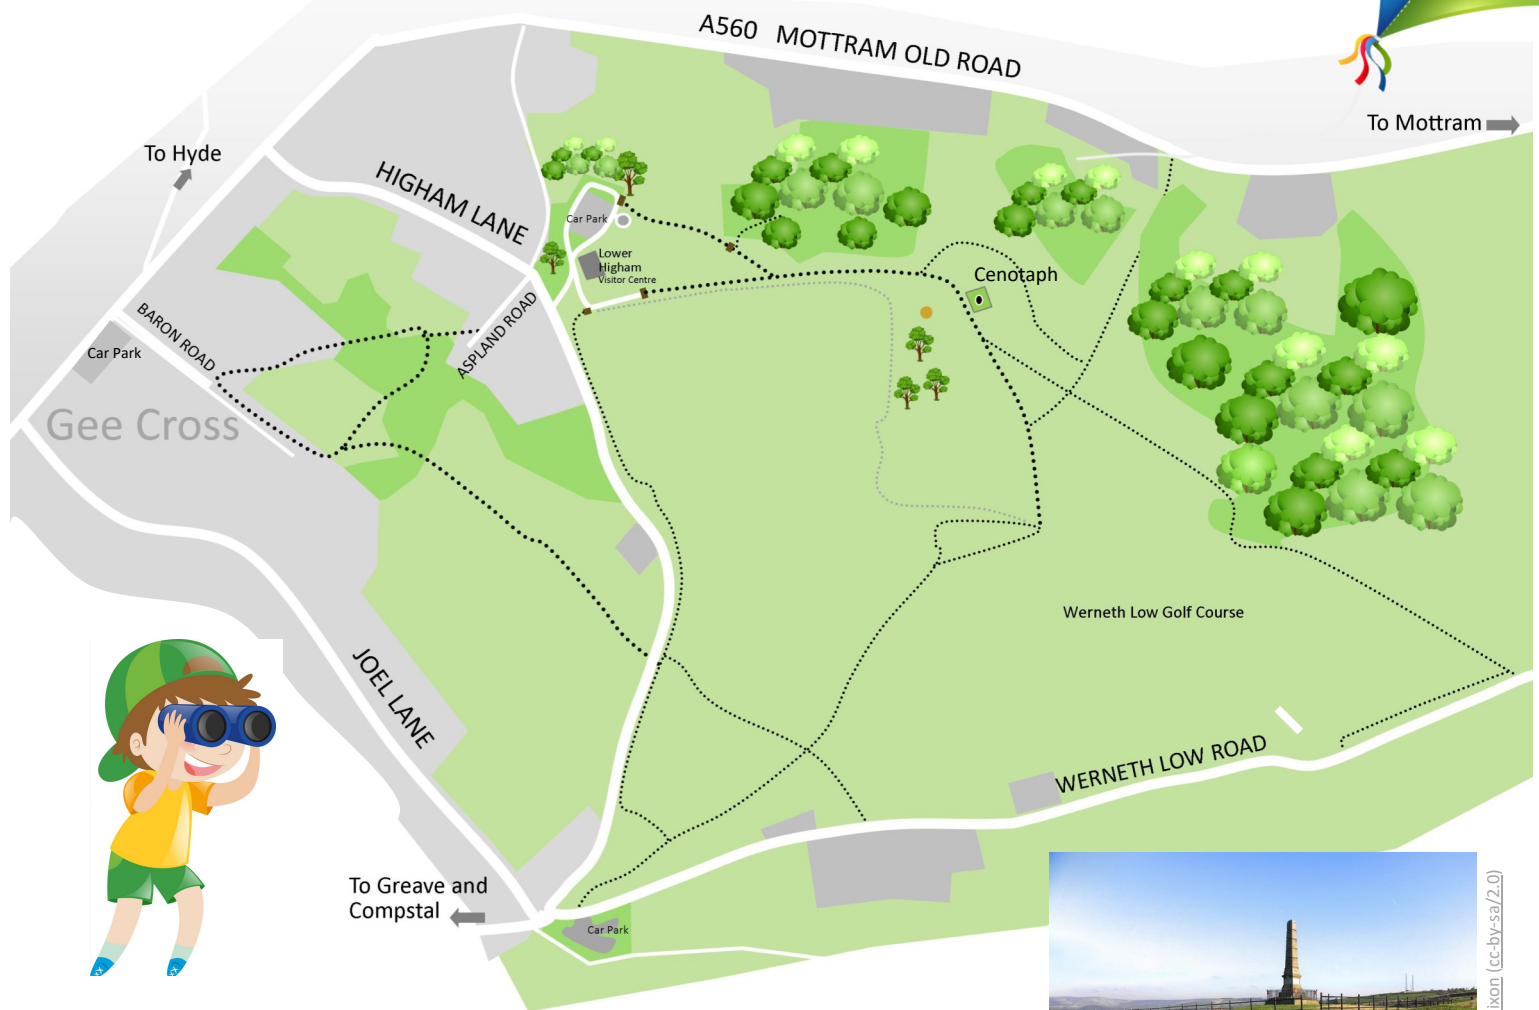 A560 MOTTRAM OLD ROAD
To Mottram
To Hyde
HIGHAM LANE
Car Park
Lower
Higham
Visitor Centre
Cenotaph
BARON ROAD
ASPLAND ROAD
Car Park
Gee Cross
Werneth Low Golf Course
JOEL LANE
WERNETH LOW ROAD
To Greave and
Compstal
Car Park
ixon (cc-by-sa/2.0)